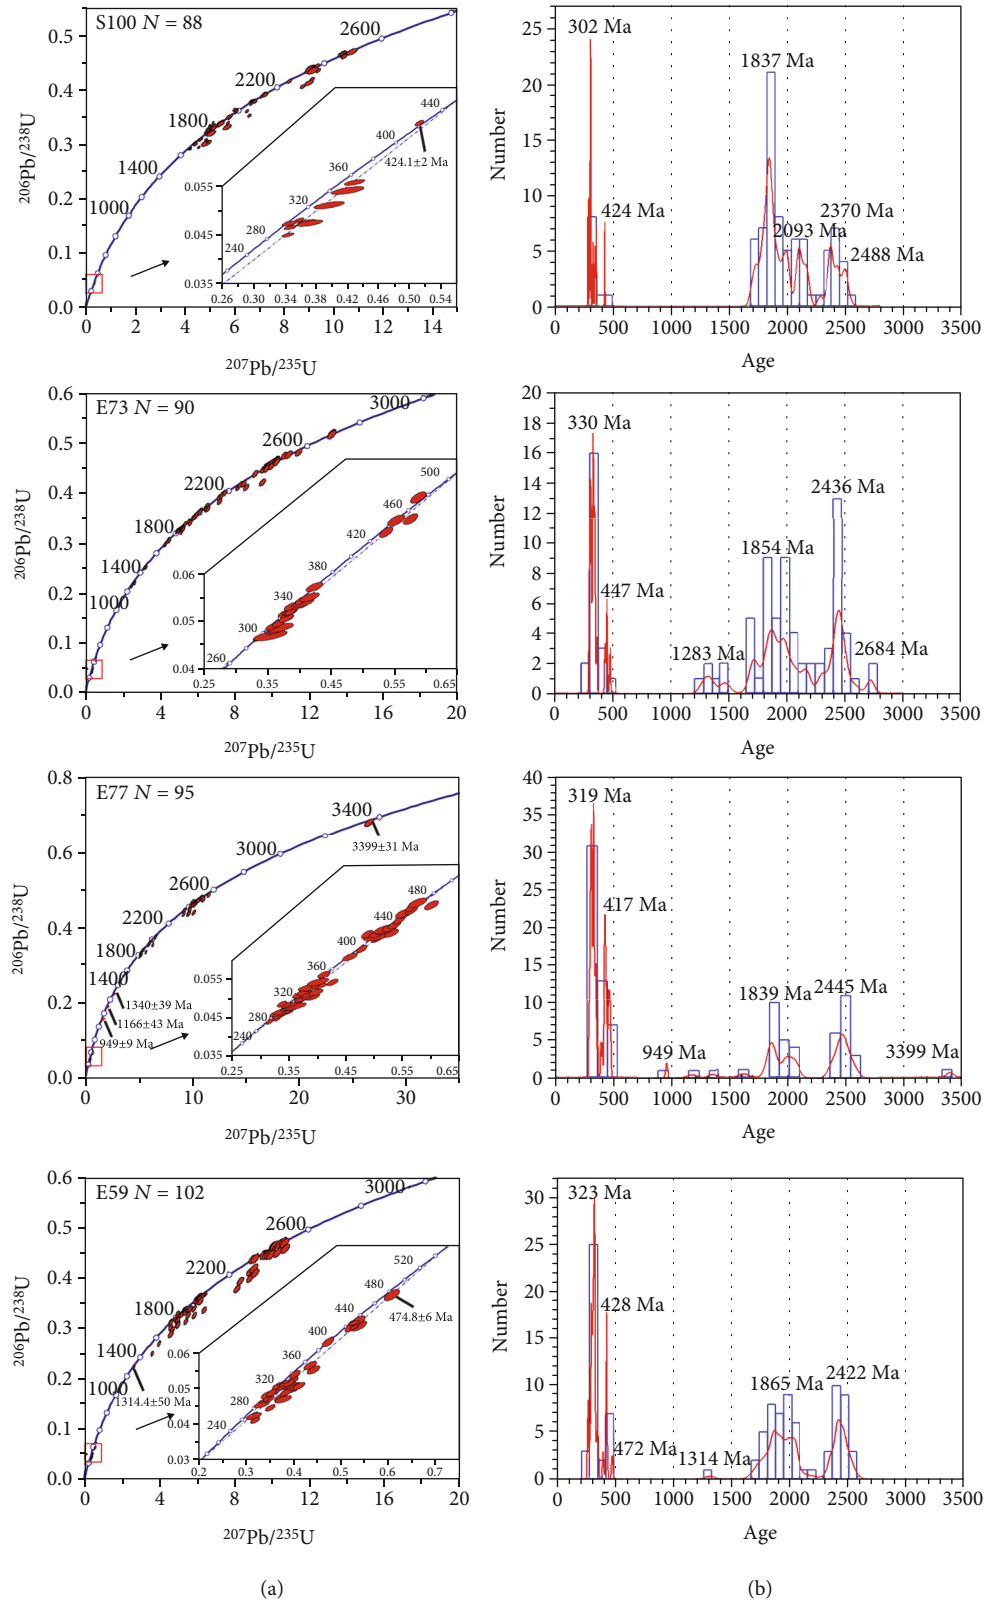 S100 N = 88
0.5
0.4
0.3
0.2
0.1
0.0
206Pb/238U
1000
1400
1800
2200
2600
0.055
0.045
0.035
240
280
320
360
400
440
424.1±2 Ma
0.26 0.30 0.34 0.38 0.42 0.46 0.50 0.54
0 2 4 6 8 10 12 14
207Pb/235U
25
20
15
10
5
0
Number
302 Ma
424 Ma
1837 Ma
2093 Ma
2370 Ma
2488 Ma
0 500 1000 1500 2000 2500 3000 3500
Age
E73 N = 90
0.6
0.5
0.4
0.3
0.2
0.1
0.0
206Pb/238U
1000
1400
1800
2200
2600
3000
0.06
0.05
0.04
260
300
340
380
420
460
500
0.25 0.35 0.45 0.55 0.65
0 4 8 12 16 20
207Pb/235U
20
18
16
14
12
10
8
6
4
2
0
Number
330 Ma
447 Ma
1283 Ma
1854 Ma
2436 Ma
2684 Ma
0 500 1000 1500 2000 2500 3000 3500
Age
E77 N = 95
0.8
0.6
0.4
0.2
0.0
206Pb/238U
1400
1800
2200
2600
3000
3400
3399±31 Ma
1340±39 Ma
1166±43 Ma
949±9 Ma
0.055
0.045
0.035
240
280
320
360
400
440
480
0.25 0.35 0.45 0.55 0.65
0 10 20 30
207Pb/235U
40
35
30
25
20
15
10
5
0
Number
319 Ma
417 Ma
949 Ma
1839 Ma
2445 Ma
3399 Ma
0 500 1000 1500 2000 2500 3000 3500
Age
E59 N = 102
0.6
0.5
0.4
0.3
0.2
0.1
0.0
206Pb/238U
1000
1400
1800
2200
2600
3000
1314.4±50 Ma
0.06
0.05
0.04
0.03
240
280
320
360
400
440
480
520
474.8±6 Ma
0.2 0.3 0.4 0.5 0.6 0.7
0 4 8 12 16 20
207Pb/235U
30
25
20
15
10
5
0
Number
323 Ma
428 Ma
472 Ma
1314 Ma
1865 Ma
2422 Ma
0 500 1000 1500 2000 2500 3000 3500
Age
(a)
(b)